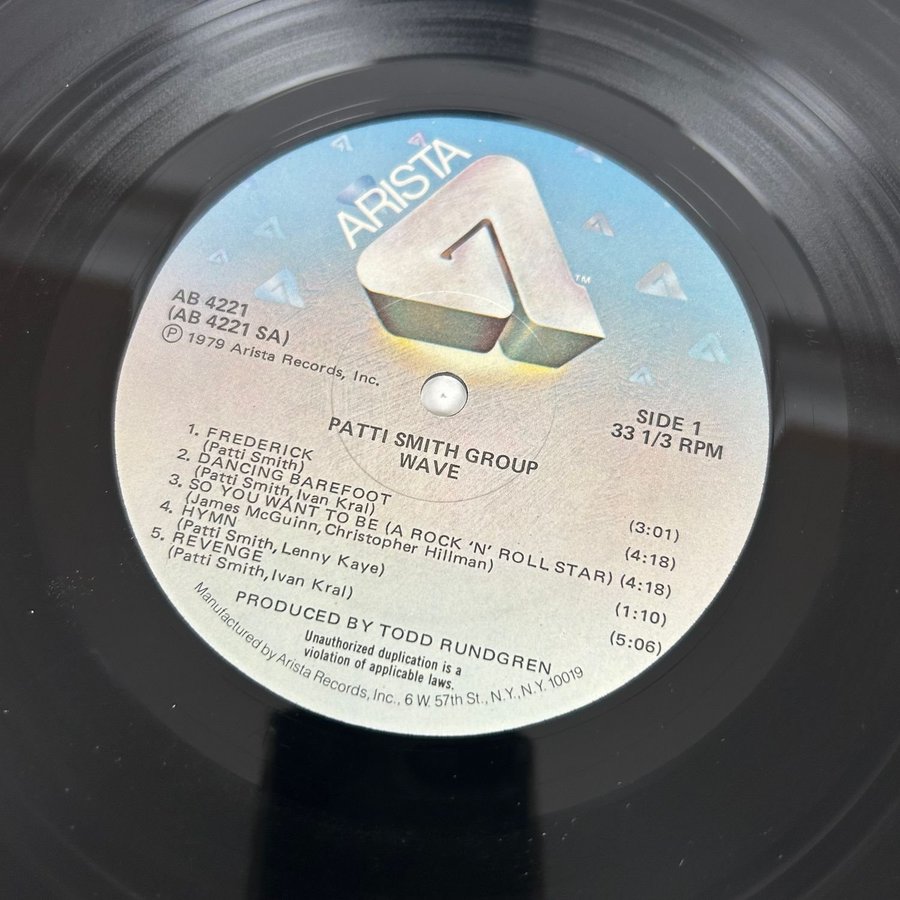 ARISTA
TM
AB 4221
(AB 4221 SA)
Ⓟ 1979 Arista Records, Inc.
SIDE 1
33 1/3 RPM
PATTI SMITH GROUP
WAVE
1. FREDERICK (3:01)
(Patti Smith)
2. DANCING BAREFOOT (4:18)
(Patti Smith, Ivan Kral)
3. SO YOU WANT TO BE (A ROCK 'N' ROLL STAR) (4:18)
(James McGuinn, Christopher Hillman)
4. HYMN (1:10)
(Patti Smith, Lenny Kaye)
5. REVENGE (5:06)
(Patti Smith, Ivan Kral)
PRODUCED BY TODD RUNDGREN
Unauthorized duplication is a
violation of applicable laws.
Manufactured by Arista Records, Inc., 6 W. 57th St., N.Y., N.Y. 10019